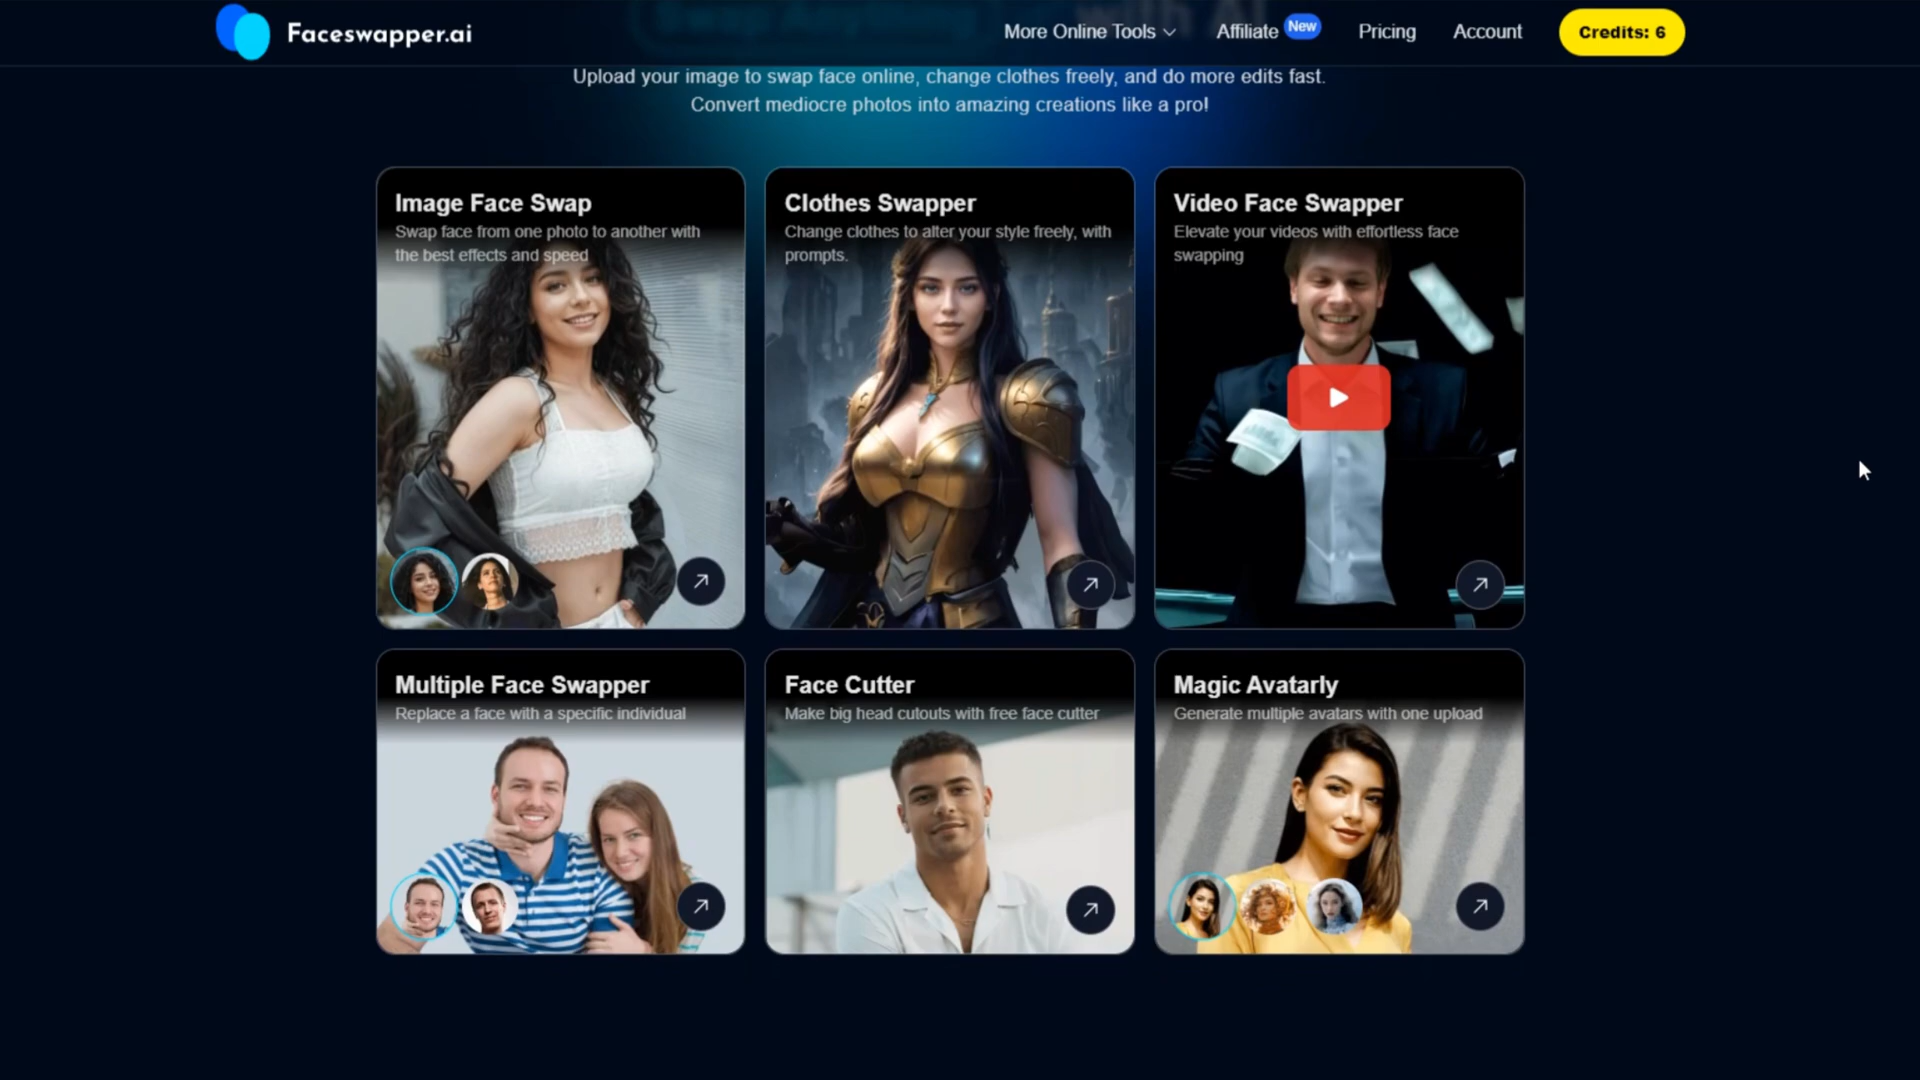 Swap Anything with AI
Faceswapper.ai
More Online Tools
Affiliate
New
Pricing
Account
Credits: 6
Upload your image to swap face online, change clothes freely, and do more edits fast.
Convert mediocre photos into amazing creations like a pro!
Image Face Swap
Swap face from one photo to another with
the best effects and speed
Clothes Swapper
Change clothes to alter your style freely, with
prompts.
Video Face Swapper
Elevate your videos with effortless face
swapping
Multiple Face Swapper
Replace a face with a specific individual
Face Cutter
Make big head cutouts with free face cutter
Magic Avatarly
Generate multiple avatars with one upload